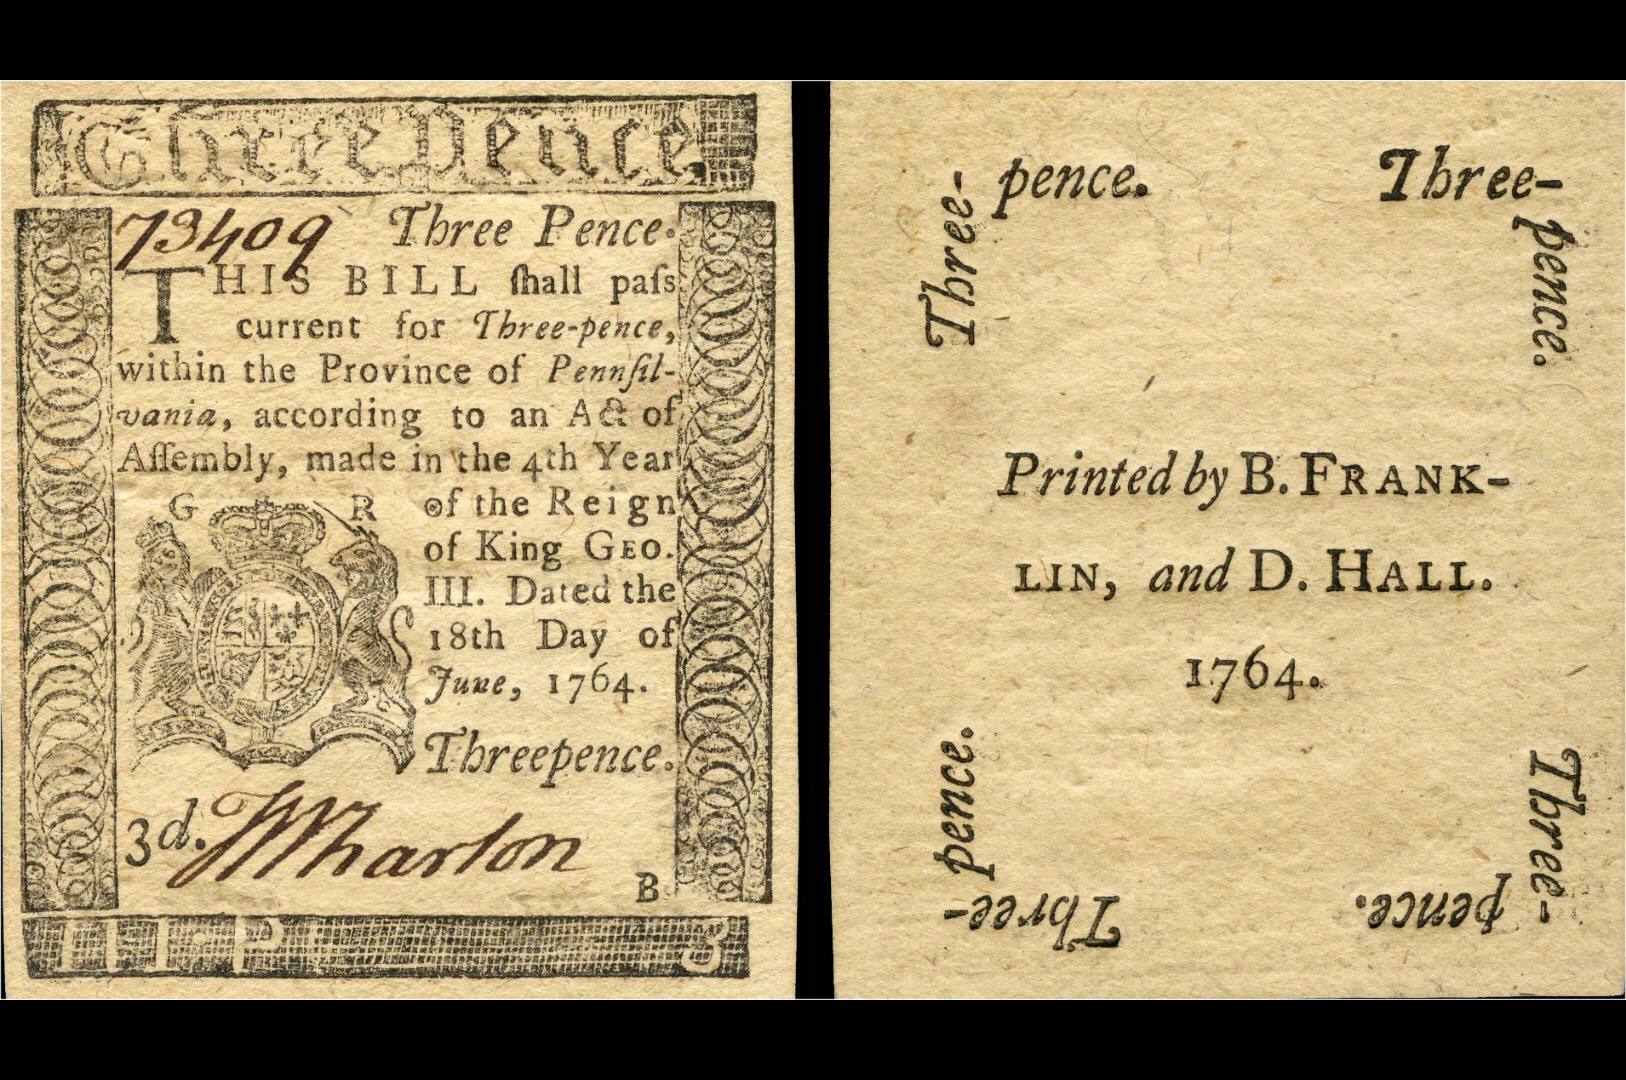 Three Pence.
73409 Three Pence.
THIS BILL ſhall paſs
current for Three-pence,
within the Province of Pennſil-
vania, according to an Act of
Aſſembly, made in the 4th Year
G R
of the Reign
of King GEO.
III. Dated the
18th Day of
June, 1764.
Threepence.
3d. T Wharton
B
III P
Three-
pence.
Three-
pence.
Printed by B. FRANK-
LIN, and D. HALL.
1764.
Three-
pence.
Three-
pence.